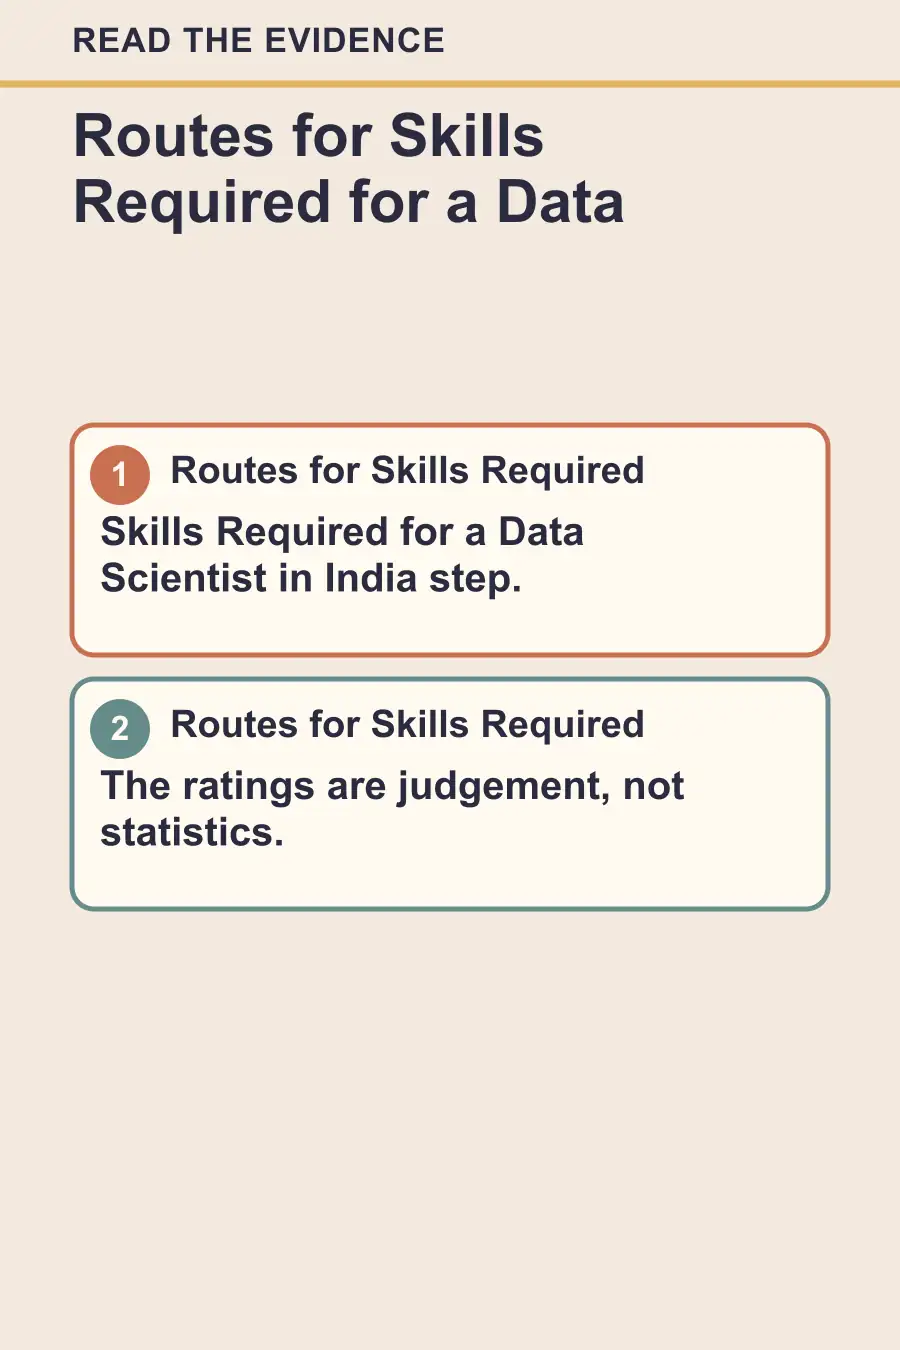 READ THE EVIDENCE
Routes for Skills
Required for a Data
1
Routes for Skills Required
Skills Required for a Data
Scientist in India step.
2
Routes for Skills Required
The ratings are judgement, not
statistics.